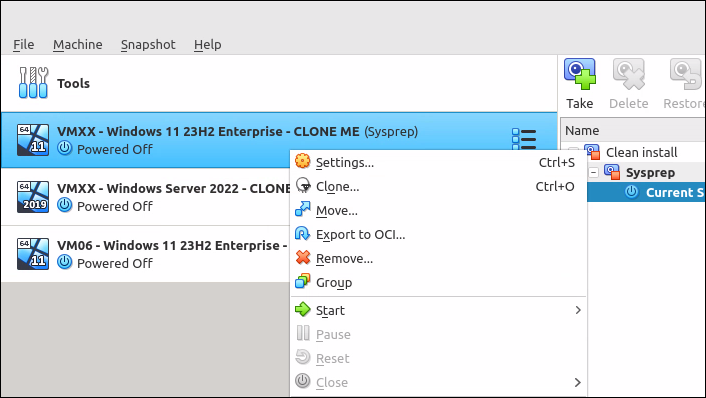 File Machine Snapshot Help
Tools
Take Delete Restore
Name
64 11 VMXX - Windows 11 23H2 Enterprise - CLONE ME (Sysprep)
Powered Off
Clean install
Sysprep
Current S
64 2019 VMXX - Windows Server 2022 - CLONE
Powered Off
64 11 VM06 - Windows 11 23H2 Enterprise -
Powered Off
Settings... Ctrl+S
Clone... Ctrl+O
Move...
Export to OCI...
Remove...
Group
Start
Pause
Reset
Close